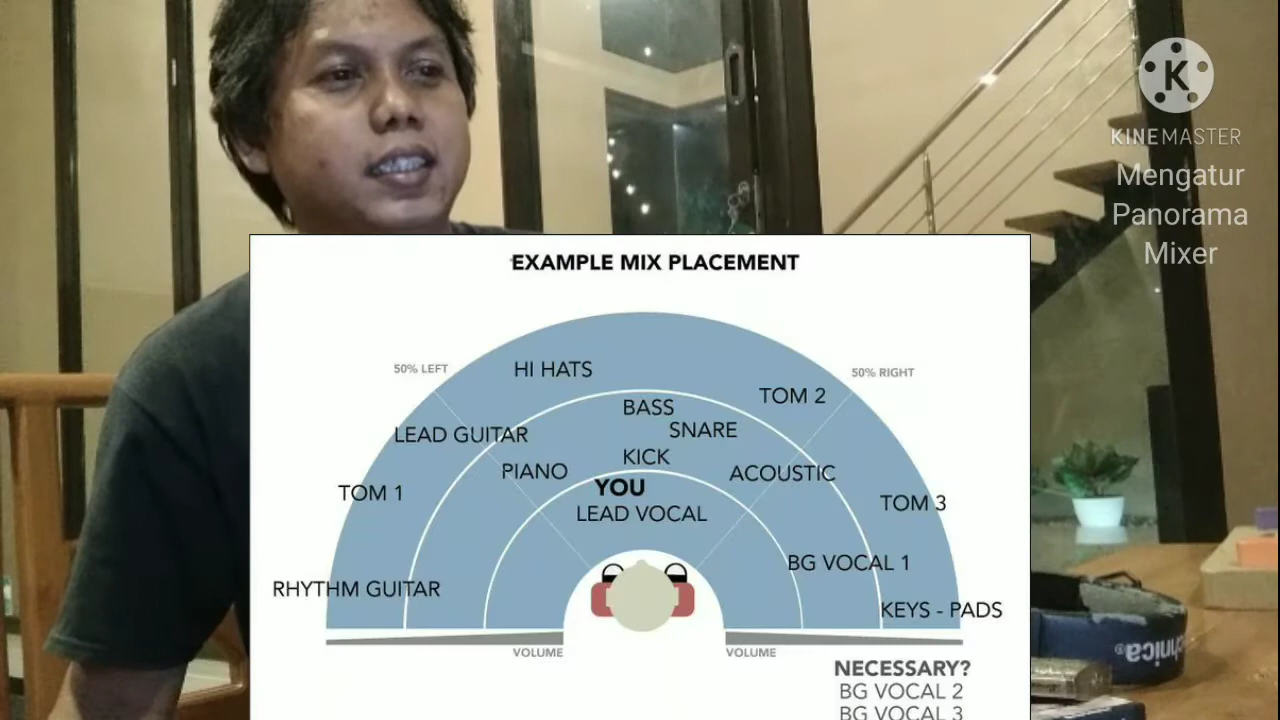 K
KINEMASTER
Mengatur
Panorama
Mixer
EXAMPLE MIX PLACEMENT
50% LEFT
HI HATS
50% RIGHT
TOM 2
BASS
LEAD GUITAR
SNARE
KICK
PIANO
ACOUSTIC
YOU
TOM 1
TOM 3
LEAD VOCAL
BG VOCAL 1
RHYTHM GUITAR
KEYS - PADS
VOLUME
VOLUME
NECESSARY?
BG VOCAL 2
BG VOCAL 3